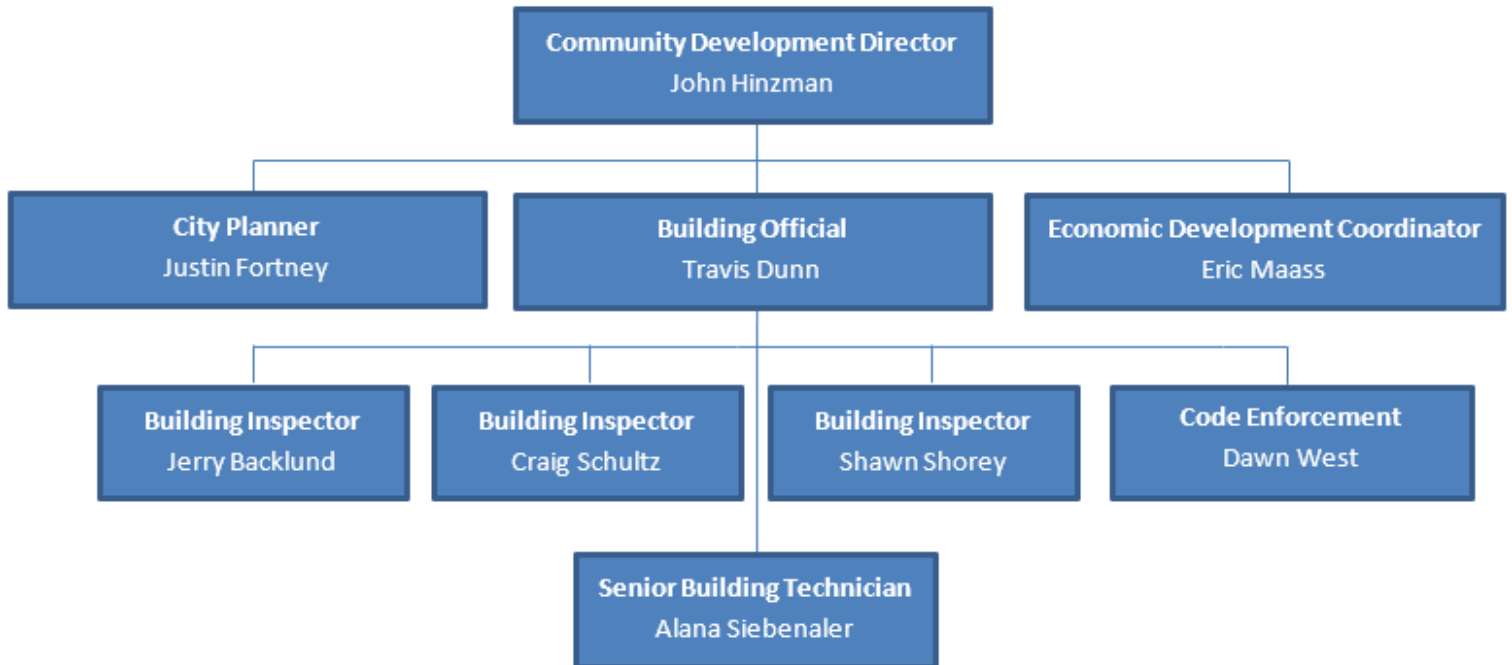 Community Development Director
John Hinzman
City Planner
Justin Fortney
Building Official
Travis Dunn
Economic Development Coordinator
Eric Maass
Building Inspector
Jerry Backlund
Building Inspector
Craig Schultz
Building Inspector
Shawn Shorey
Code Enforcement
Dawn West
Senior Building Technician
Alana Siebenaler